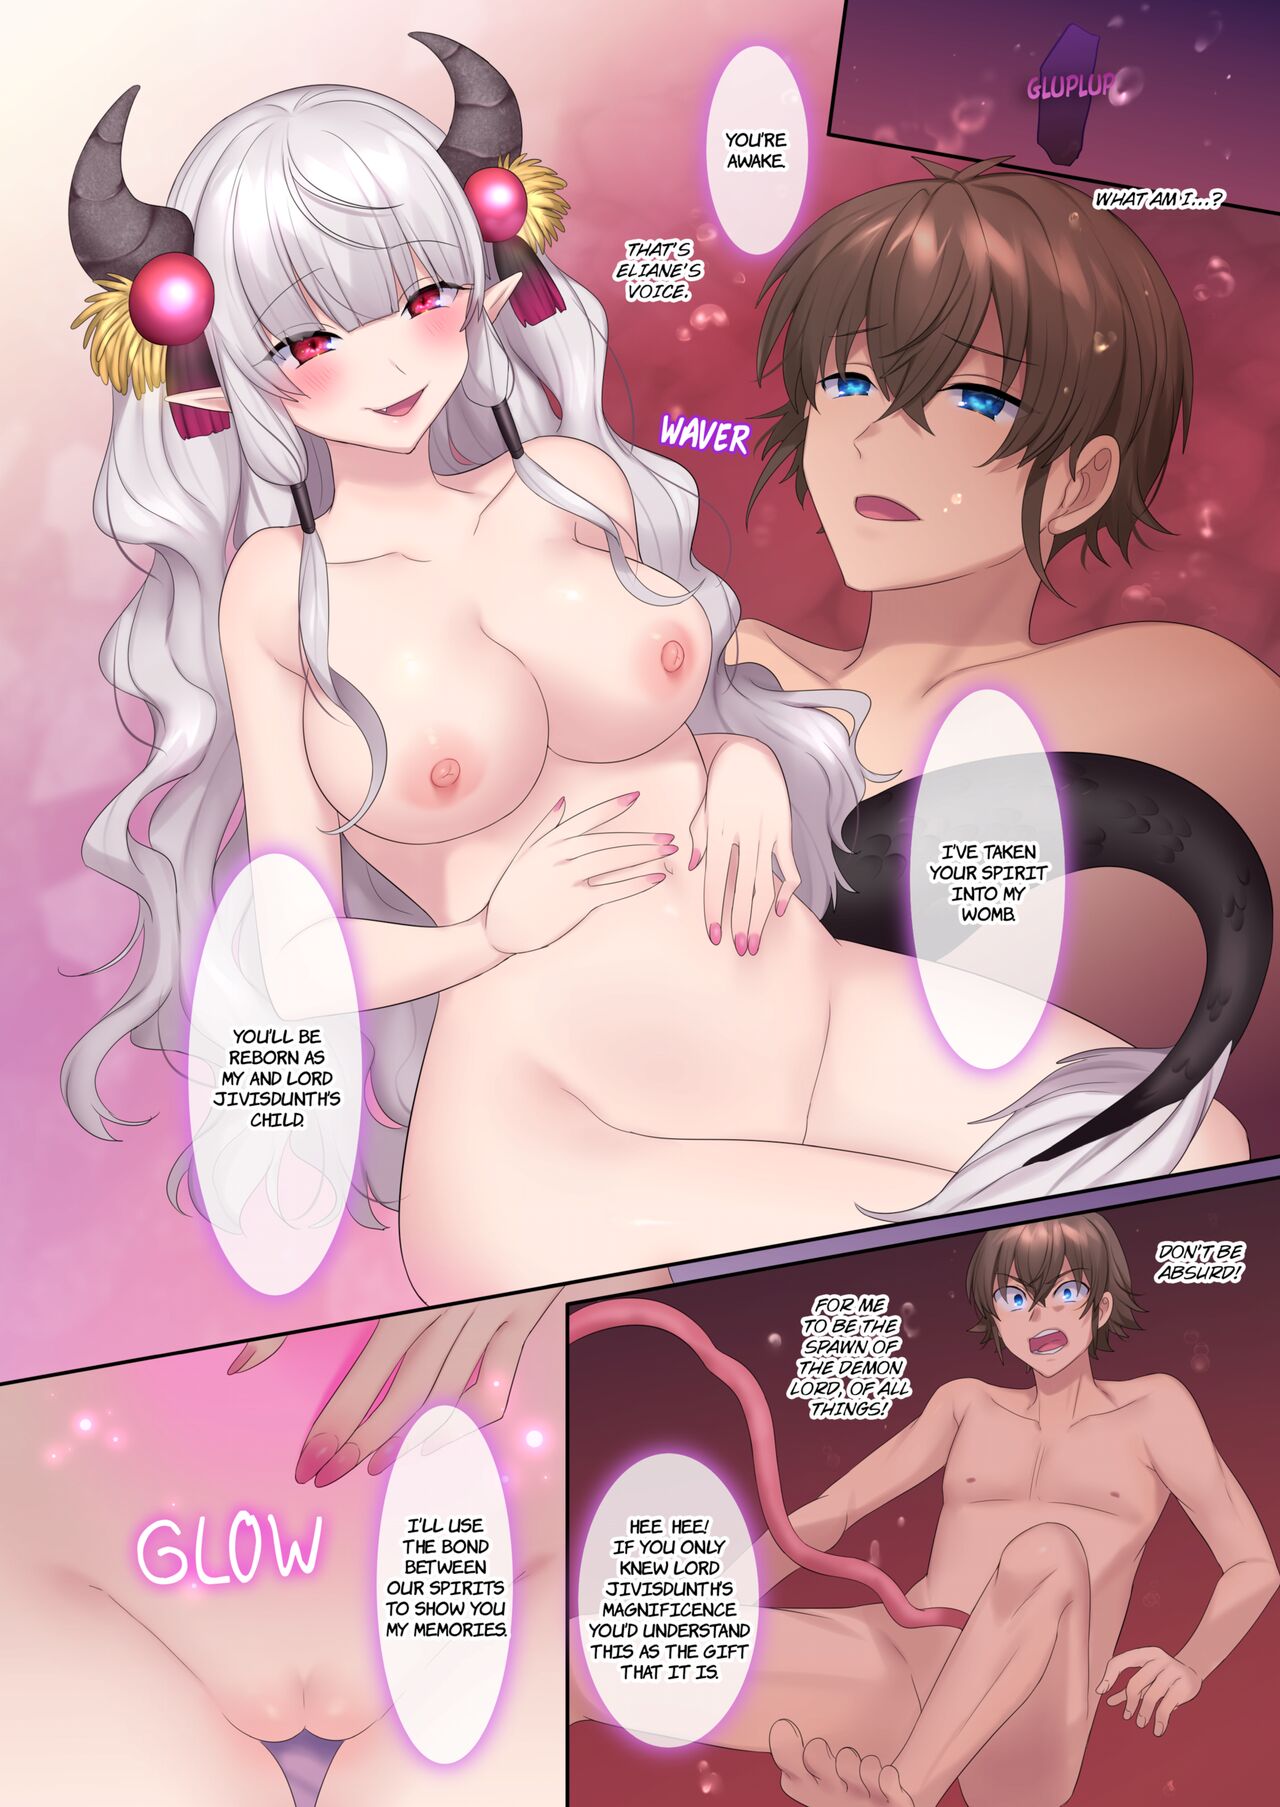 GLUPLUP
WHAT AM I...?
YOU'RE
AWAKE.
THAT'S
ELIANE'S
VOICE.
WAVER
I'VE TAKEN
YOUR SPIRIT
INTO MY
WOMB.
YOU'LL BE
REBORN AS
MY AND LORD
JIVISDUNTH'S
CHILD.
DON'T BE
ABSURD!
FOR ME
TO BE THE
SPAWN OF
THE DEMON
LORD, OF ALL
THINGS!
HEE HEE!
IF YOU ONLY
KNEW LORD
JIVISDUNTH'S
MAGNIFICENCE
YOU'D UNDERSTAND
THIS AS THE GIFT
THAT IT IS.
GLOW
I'LL USE
THE BOND
BETWEEN
OUR SPIRITS
TO SHOW YOU
MY MEMORIES.